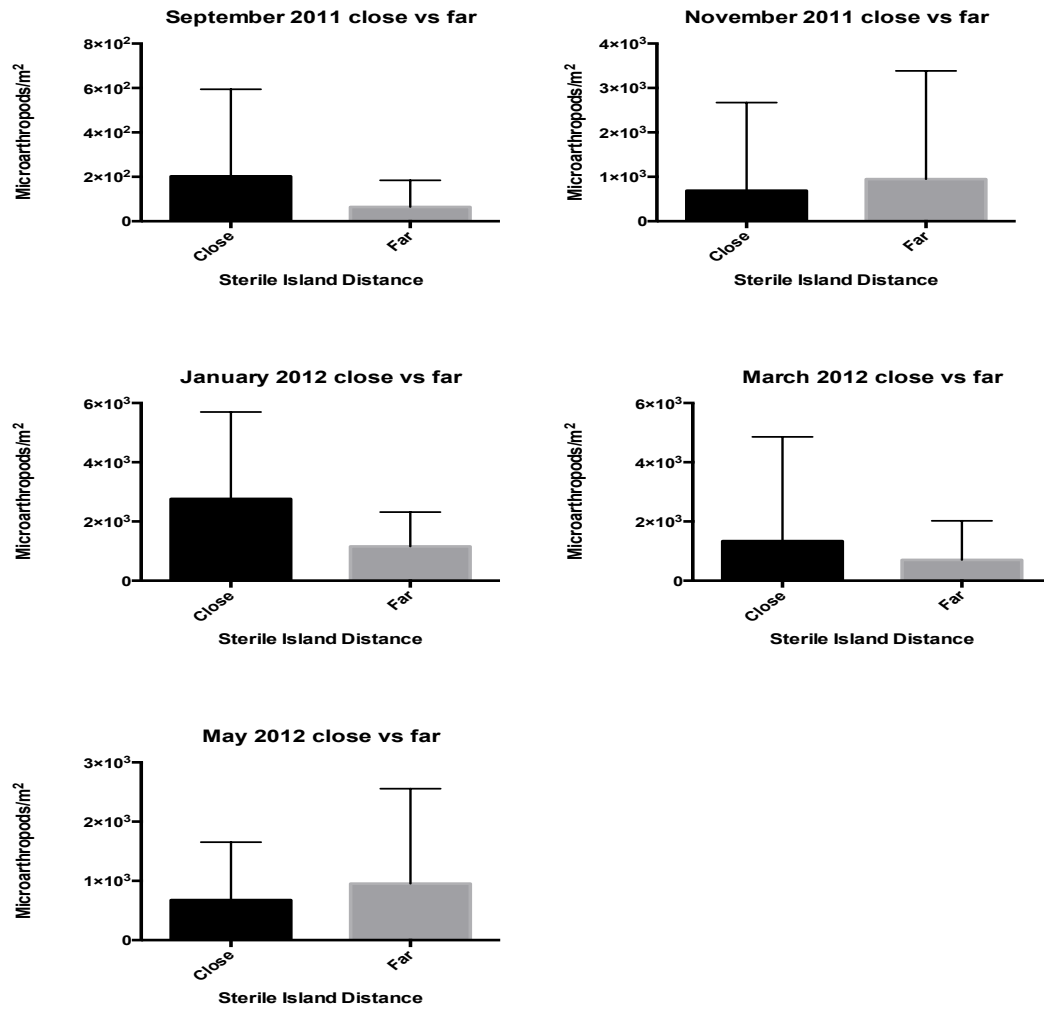 September 2011 close vs far
Microarthropods/m²
8×10²
6×10²
4×10²
2×10²
0
Close
Far
Sterile Island Distance
November 2011 close vs far
Microarthropods/m²
4×10³
3×10³
2×10³
1×10³
0
Close
Far
Sterile Island Distance
January 2012 close vs far
Microarthropods/m²
6×10³
4×10³
2×10³
0
Close
Far
Sterile Island Distance
March 2012 close vs far
Microarthropods/m²
6×10³
4×10³
2×10³
0
Close
Far
Sterile Island Distance
May 2012 close vs far
Microarthropods/m²
3×10³
2×10³
1×10³
0
Close
Far
Sterile Island Distance